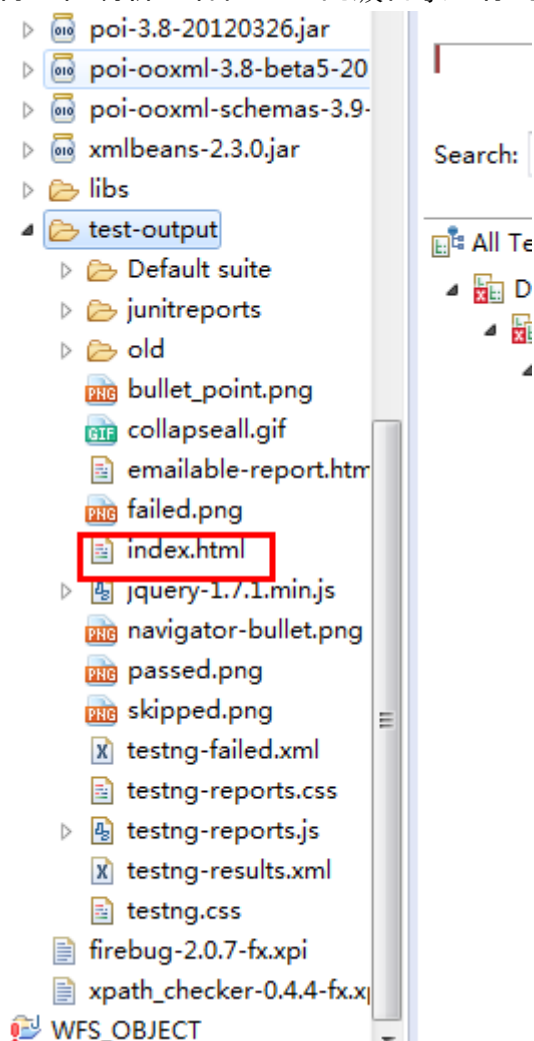 poi-3.8-20120326.jar
poi-ooxml-3.8-beta5-20
poi-ooxml-schemas-3.9-
xmlbeans-2.3.0.jar
libs
test-output
Default suite
junitreports
old
bullet_point.png
collapseall.gif
emailable-report.htm
failed.png
index.html
jquery-1.7.1.min.js
navigator-bullet.png
passed.png
skipped.png
testng-failed.xml
testng-reports.css
testng-reports.js
testng-results.xml
testng.css
firebug-2.0.7-fx.xpi
xpath_checker-0.4.4-fx.x
WFS_OBJECT
Search:
All Te
D